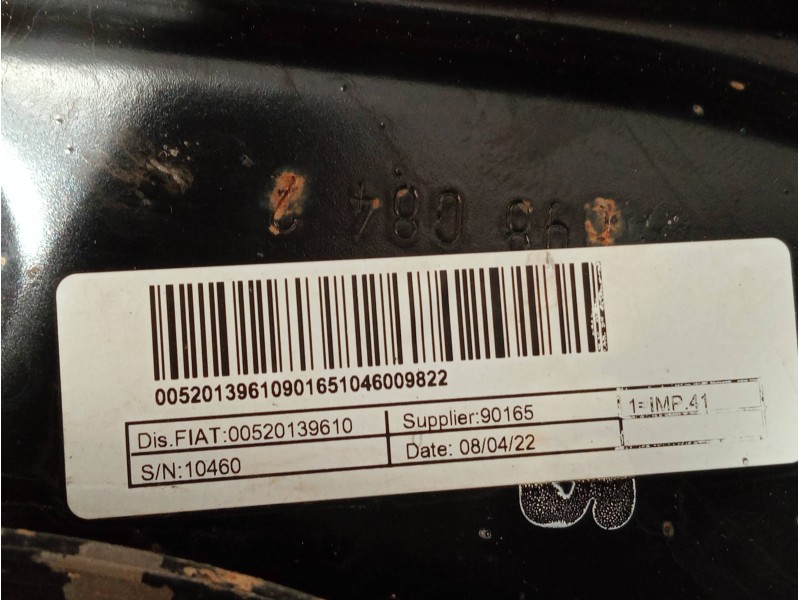 00520139610901651046009822
Dis.FIAT:00520139610
Supplier:90165
1= IMP.41
S/N:10460
Date: 08/04/22